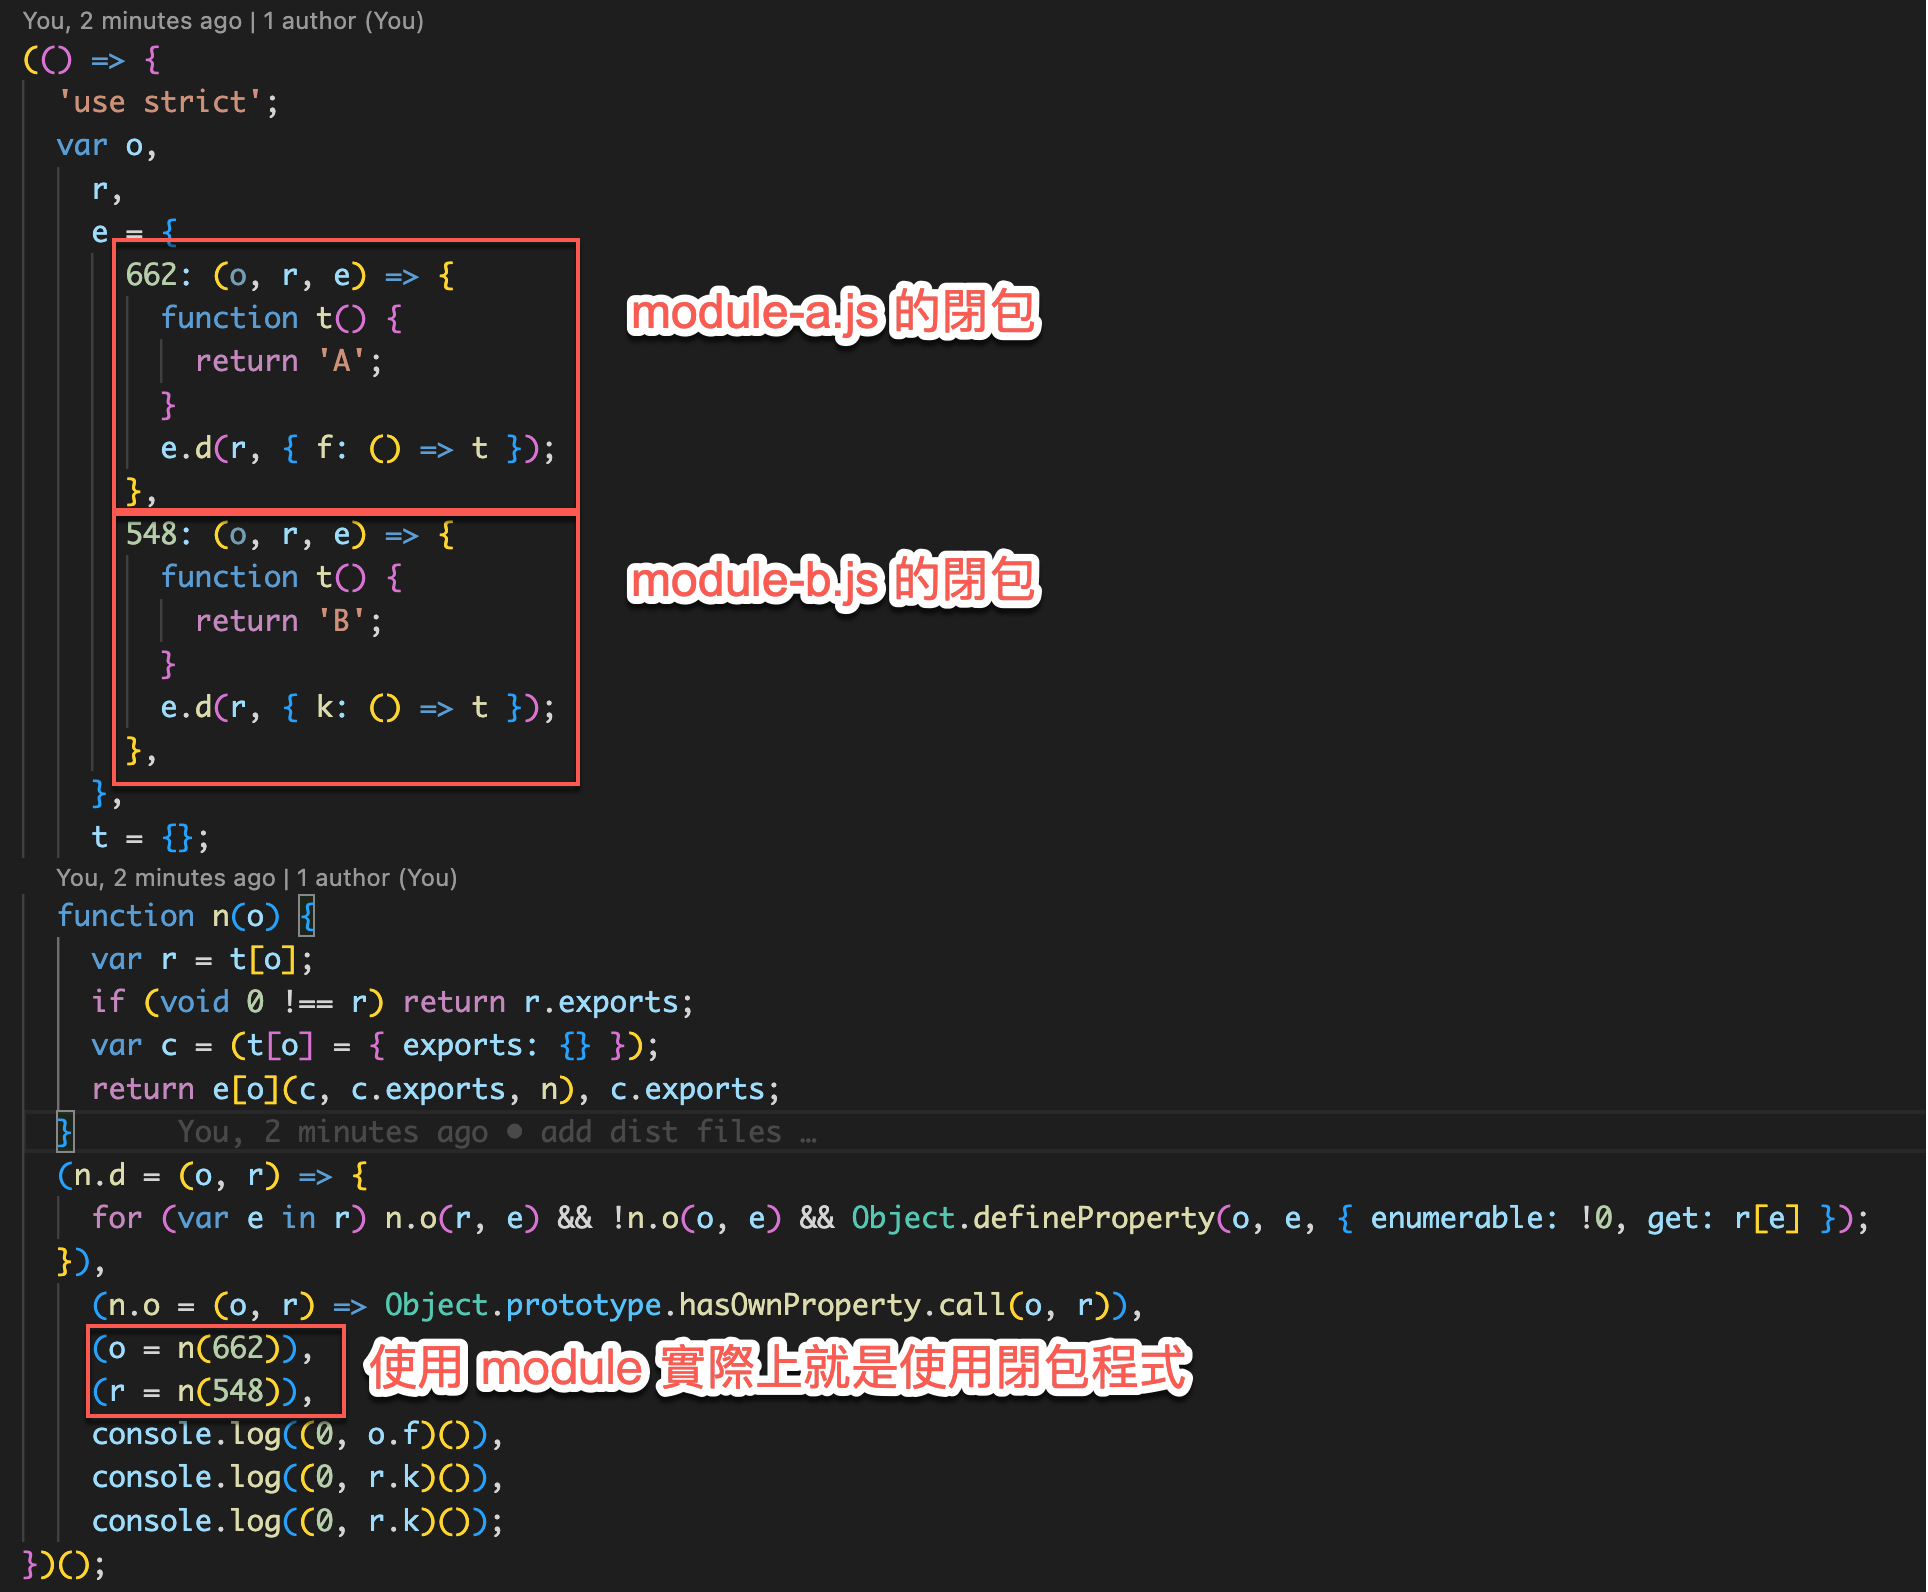 You, 2 minutes ago | 1 author (You)
(() => {
  'use strict';
  var o,
    r,
    e = {
      662: (o, r, e) => {
        function t() {
          return 'A';
        }
        e.d(r, { f: () => t });
      },
module-a.js 的閉包
      548: (o, r, e) => {
        function t() {
          return 'B';
        }
        e.d(r, { k: () => t });
      },
module-b.js 的閉包
    },
    t = {};
You, 2 minutes ago | 1 author (You)
  function n(o) {
    var r = t[o];
    if (void 0 !== r) return r.exports;
    var c = (t[o] = { exports: {} });
    return e[o](c, c.exports, n), c.exports;
  }      You, 2 minutes ago • add dist files …
  (n.d = (o, r) => {
    for (var e in r) n.o(r, e) && !n.o(o, e) && Object.defineProperty(o, e, { enumerable: !0, get: r[e] });
  }),
    (n.o = (o, r) => Object.prototype.hasOwnProperty.call(o, r)),
    (o = n(662)),
    (r = n(548)),
使用 module 實際上就是使用閉包程式
    console.log((0, o.f)()),
    console.log((0, r.k)()),
    console.log((0, r.k)());
})();